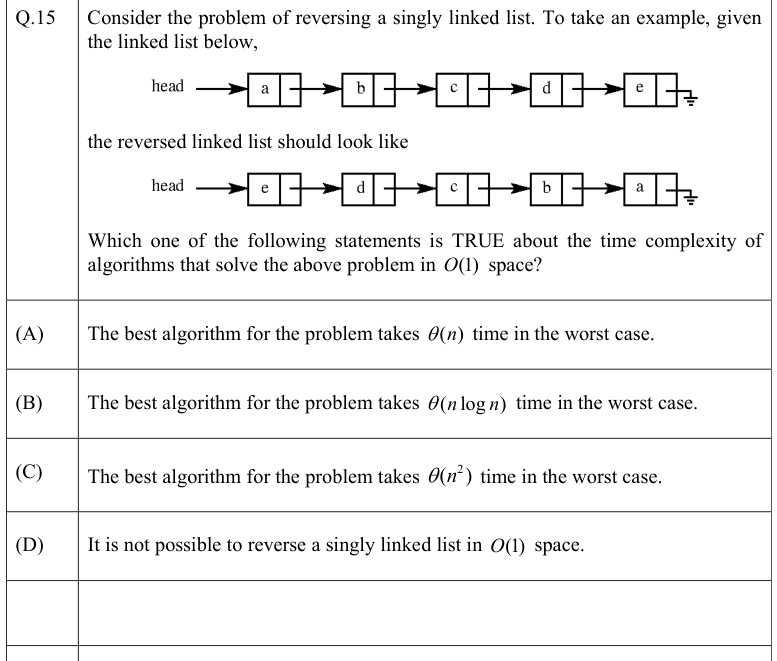 Q.15 Consider the problem of reversing a singly linked list. To take an example, given
the linked list below,
head a b c d e
the reversed linked list should look like
head e d c b a
Which one of the following statements is TRUE about the time complexity of
algorithms that solve the above problem in O(1) space?
(A) The best algorithm for the problem takes θ(n) time in the worst case.
(B) The best algorithm for the problem takes θ(n log n) time in the worst case.
(C) The best algorithm for the problem takes θ(n²) time in the worst case.
(D) It is not possible to reverse a singly linked list in O(1) space.